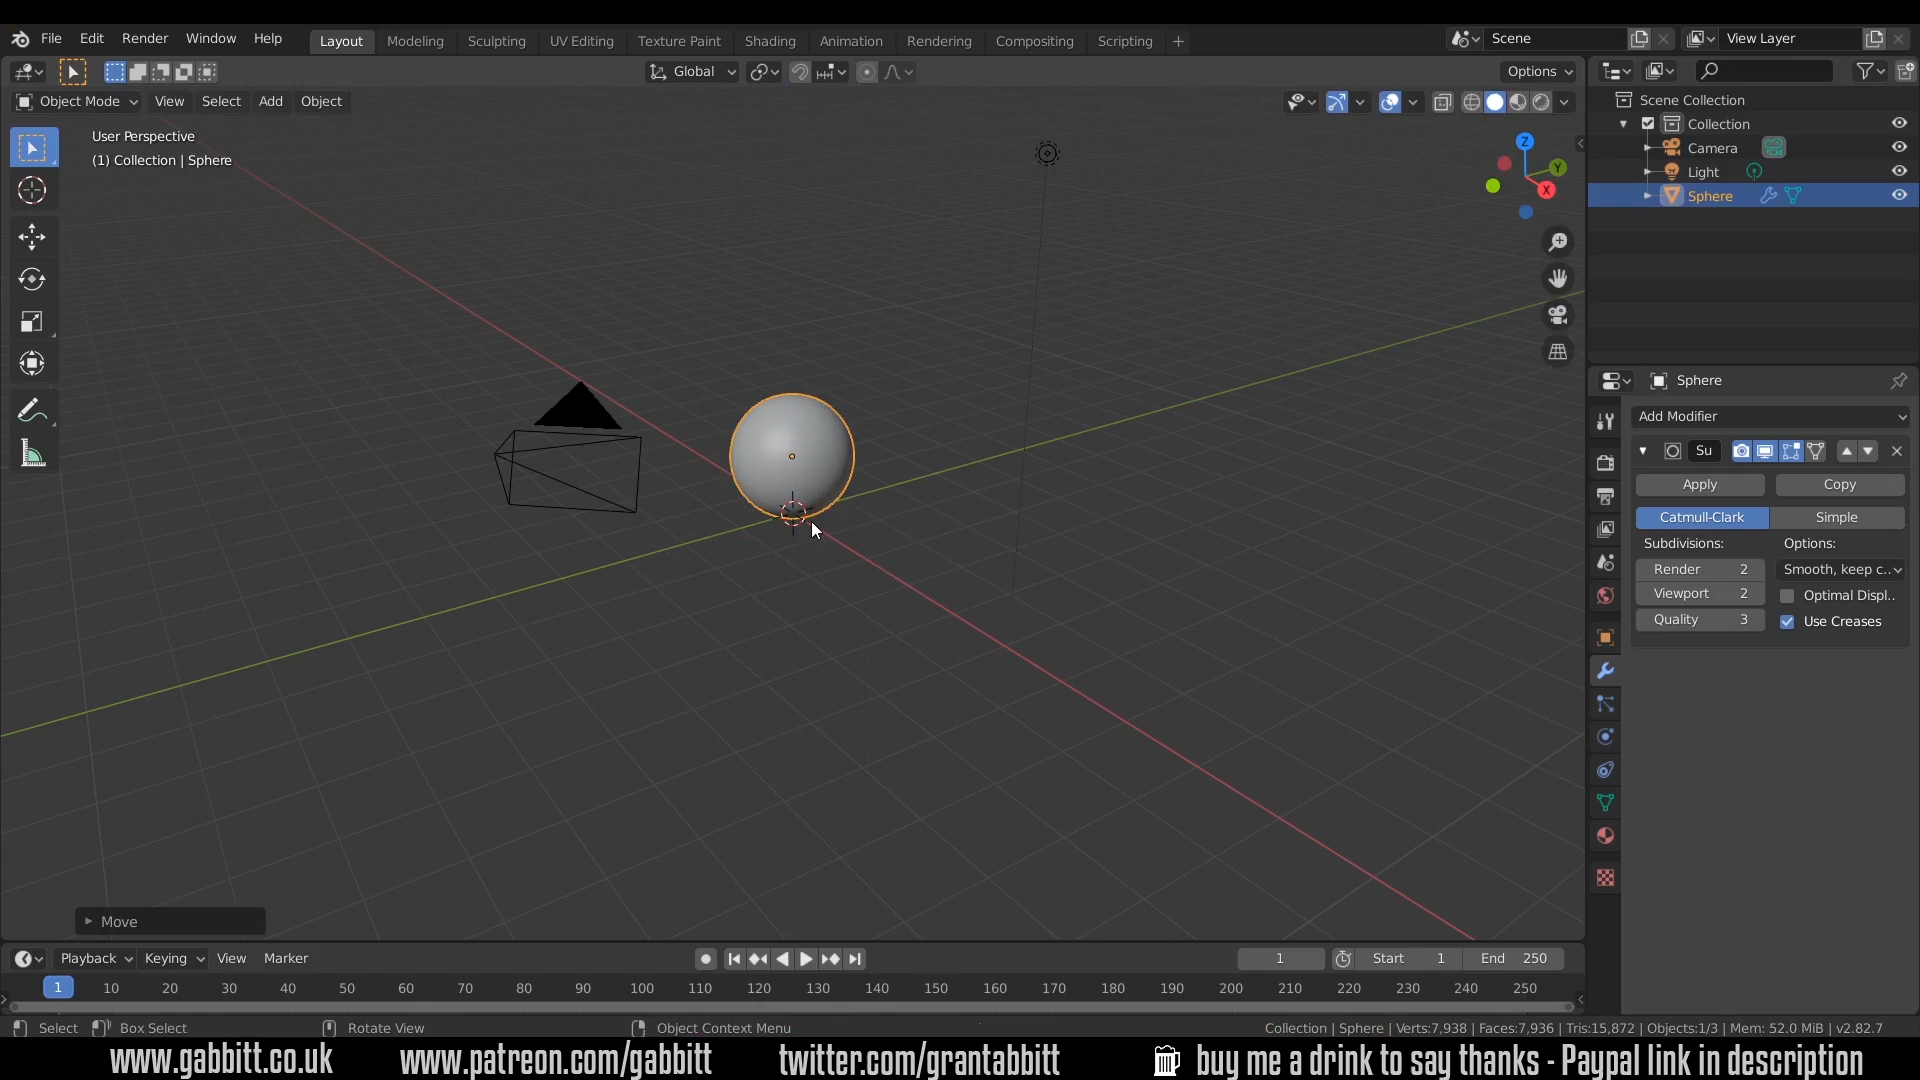 File Edit Render Window Help Layout Modeling Sculpting UV Editing Texture Paint Shading Animation Rendering Compositing Scripting + Scene View Layer
Global Options
Object Mode View Select Add Object
User Perspective
(1) Collection | Sphere
Z
Y
X
Scene Collection
Collection
Camera
Light
Sphere
Sphere
Add Modifier
Su
Apply Copy
Catmull-Clark Simple
Subdivisions: Options:
Render 2 Smooth, keep c..
Viewport 2 Optimal Displ..
Quality 3 Use Creases
Move
Playback Keying View Marker 1 Start 1 End 250
1 10 20 30 40 50 60 70 80 90 100 110 120 130 140 150 160 170 180 190 200 210 220 230 240 250
Select Box Select Rotate View Object Context Menu Collection | Sphere | Verts:7,938 | Faces:7,936 | Tris:15,872 | Objects:1/3 | Mem: 52.0 MiB | v2.82.7
www.gabbitt.co.uk www.patreon.com/gabbitt twitter.com/grantabbitt buy me a drink to say thanks - Paypal link in description